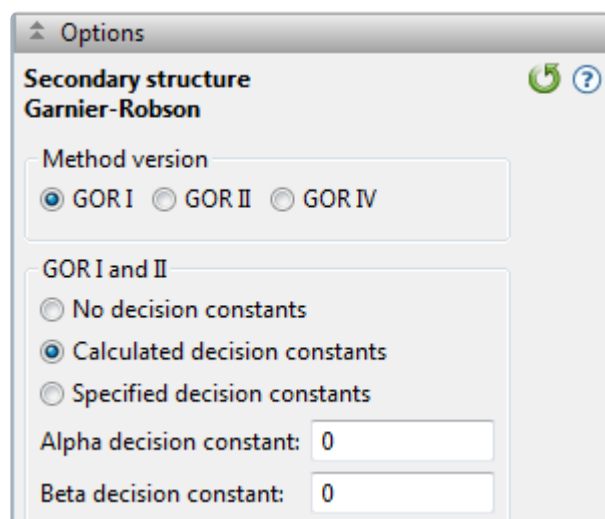 Options
Secondary structure
Garnier-Robson
?
Method version
GOR I GOR II GOR IV
GOR I and II
No decision constants
Calculated decision constants
Specified decision constants
Alpha decision constant: 0
Beta decision constant: 0